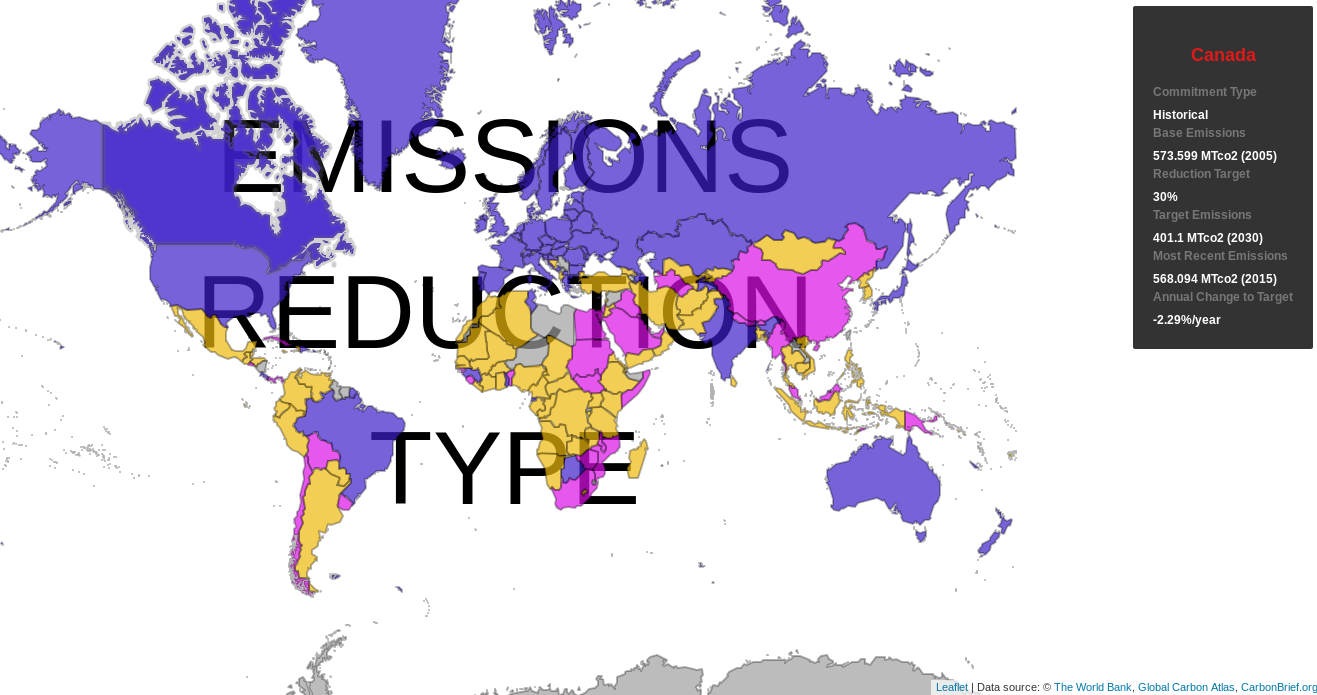 EMISSIONS
REDUCTION
TYPE
Canada
Commitment Type
Historical
Base Emissions
573.599 MTco2 (2005)
Reduction Target
30%
Target Emissions
401.1 MTco2 (2030)
Most Recent Emissions
568.094 MTco2 (2015)
Annual Change to Target
-2.29%/year
Leaflet | Data source: © The World Bank, Global Carbon Atlas, CarbonBrief.org